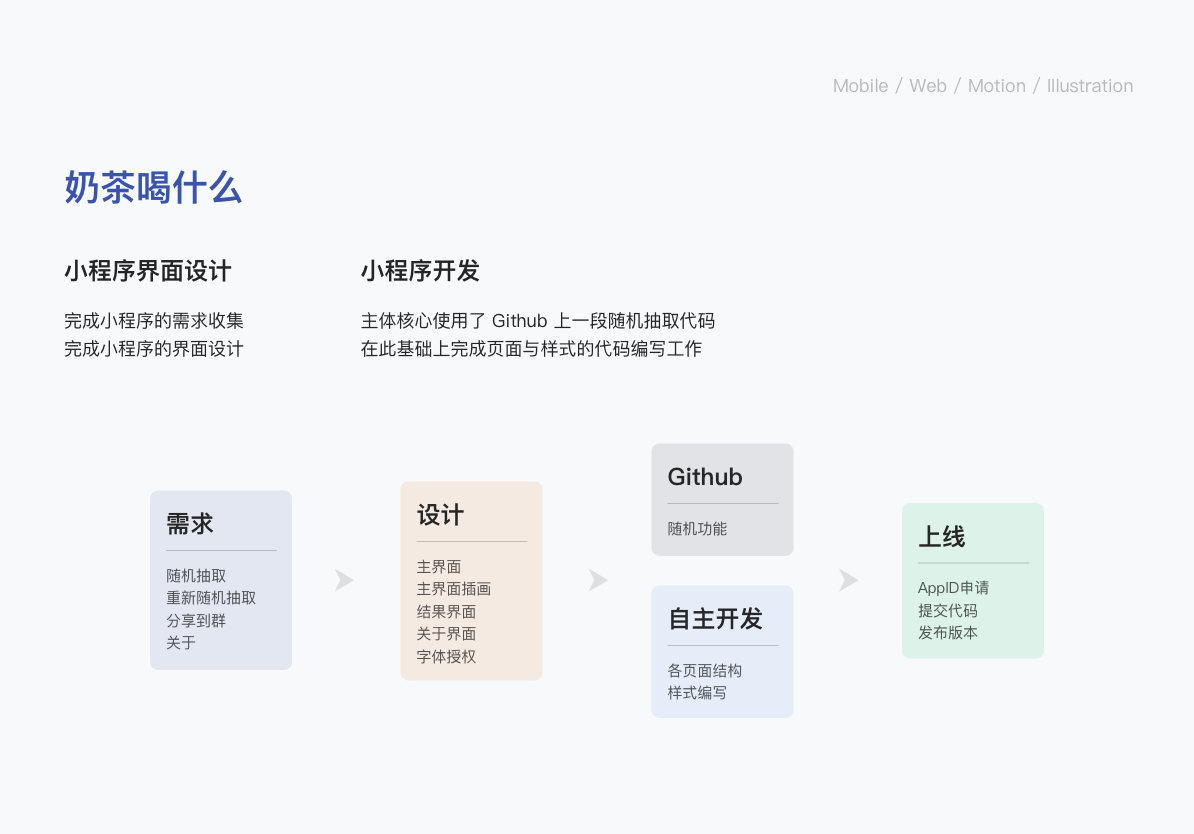 Mobile / Web / Motion / Illustration
奶茶喝什么
小程序界面设计
完成小程序的需求收集
完成小程序的界面设计
小程序开发
主体核心使用了 Github 上一段随机抽取代码
在此基础上完成页面与样式的代码编写工作
需求
随机抽取
重新随机抽取
分享到群
关于
设计
主界面
主界面插画
结果界面
关于界面
字体授权
Github
随机功能
自主开发
各页面结构
样式编写
上线
AppID申请
提交代码
发布版本